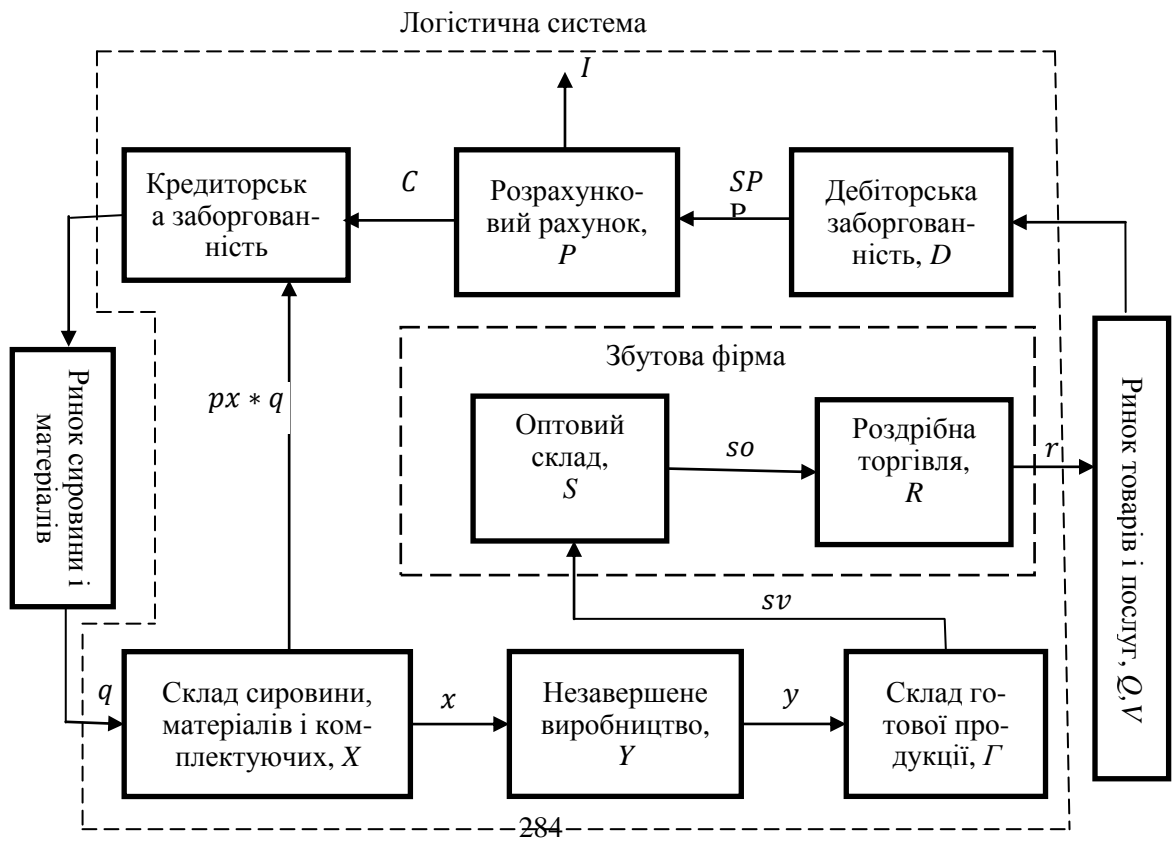 Логістична система
I
Кредиторськ
а заборгован-
ність
C
Розрахунко-
вий рахунок,
P
SP
P
Дебіторська
заборгован-
ність, D
Ринок сировини і
матеріалів
px * q
Збутова фірма
Оптовий
склад,
S
so
Роздрібна
торгівля,
R
r
Ринок товарів і послуг, Q,V
sv
q
Склад сировини,
матеріалів і ком-
плектуючих, X
x
Незавершене
виробництво,
Y
y
Склад го-
тової про-
дукції, Г
284